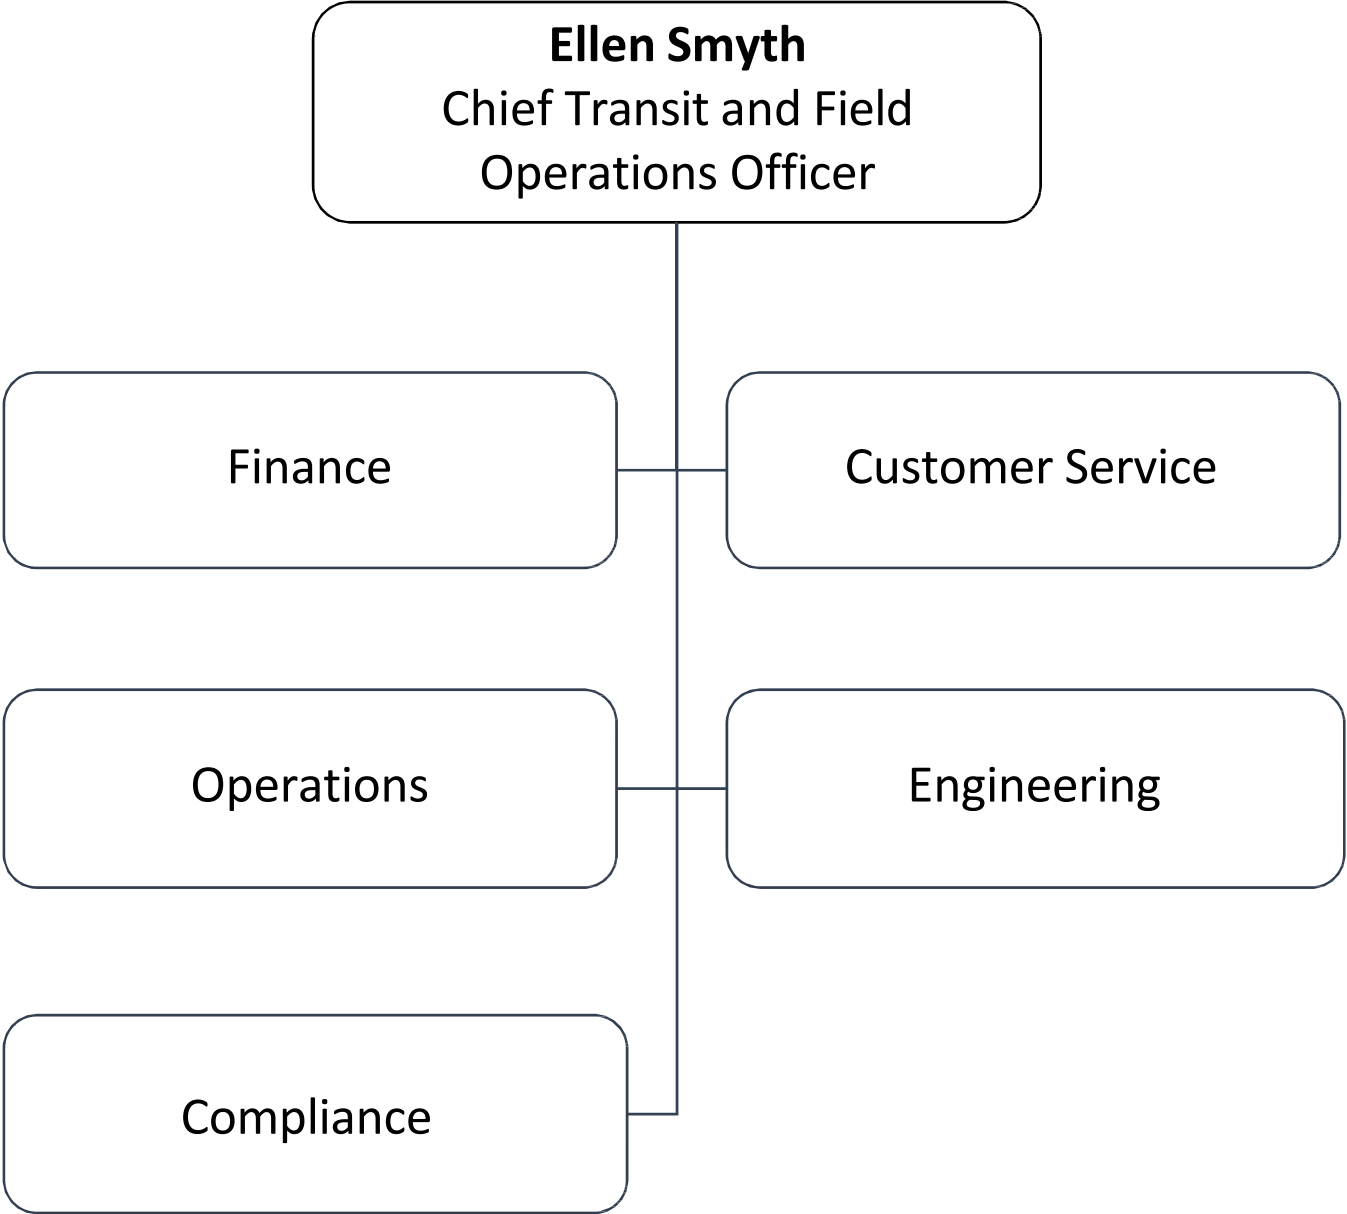 Ellen Smyth
Chief Transit and Field
Operations Officer
Finance
Customer Service
Operations
Engineering
Compliance